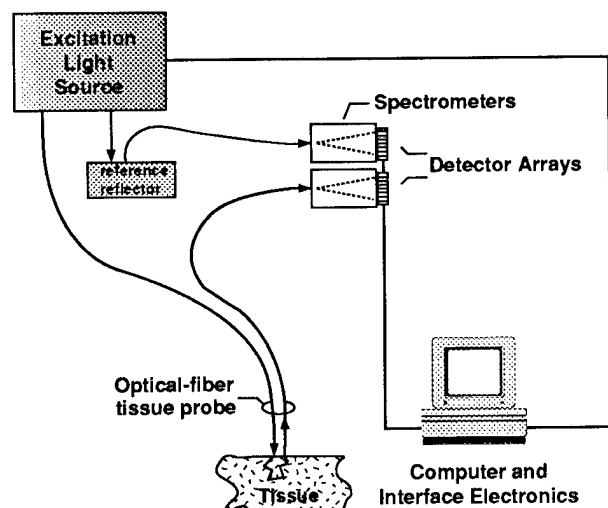 Excitation
Light
Source
Spectrometers
reference
reflector
Detector Arrays
Optical-fiber
tissue probe
Tissue
Computer and
Interface Electronics